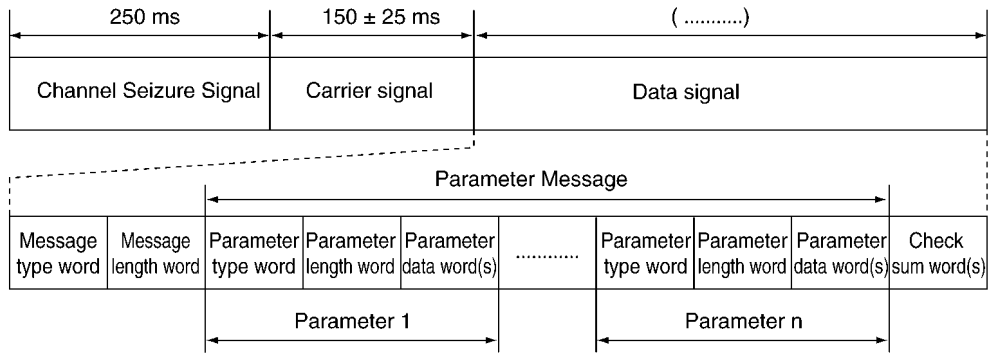 250 ms 150 ± 25 ms ( ...........)
Channel Seizure Signal Carrier signal Data signal
Parameter Message
Message Message Parameter Parameter Parameter Parameter Parameter Parameter Check
type word length word type word length word data word(s) ............ type word length word data word(s) sum word(s)
Parameter 1 Parameter n